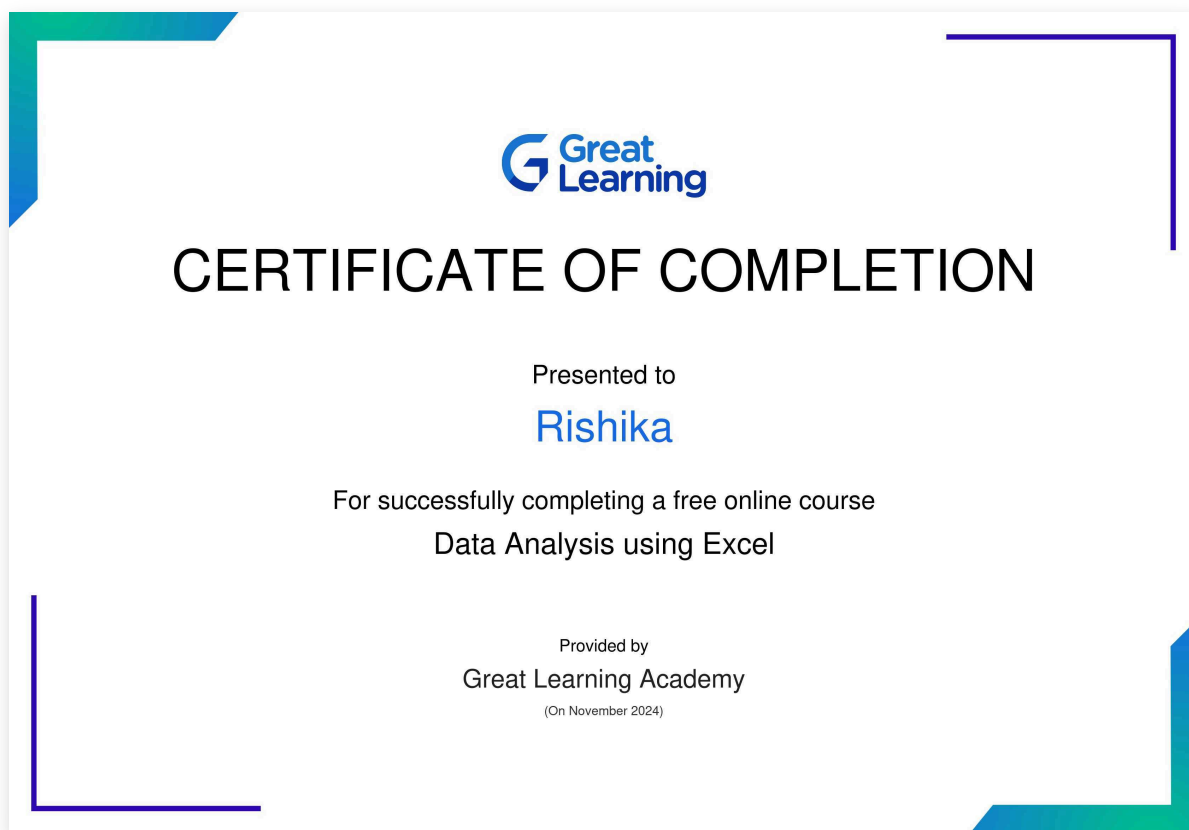 Great
Learning
CERTIFICATE OF COMPLETION
Presented to
Rishika
For successfully completing a free online course
Data Analysis using Excel
Provided by
Great Learning Academy
(On November 2024)